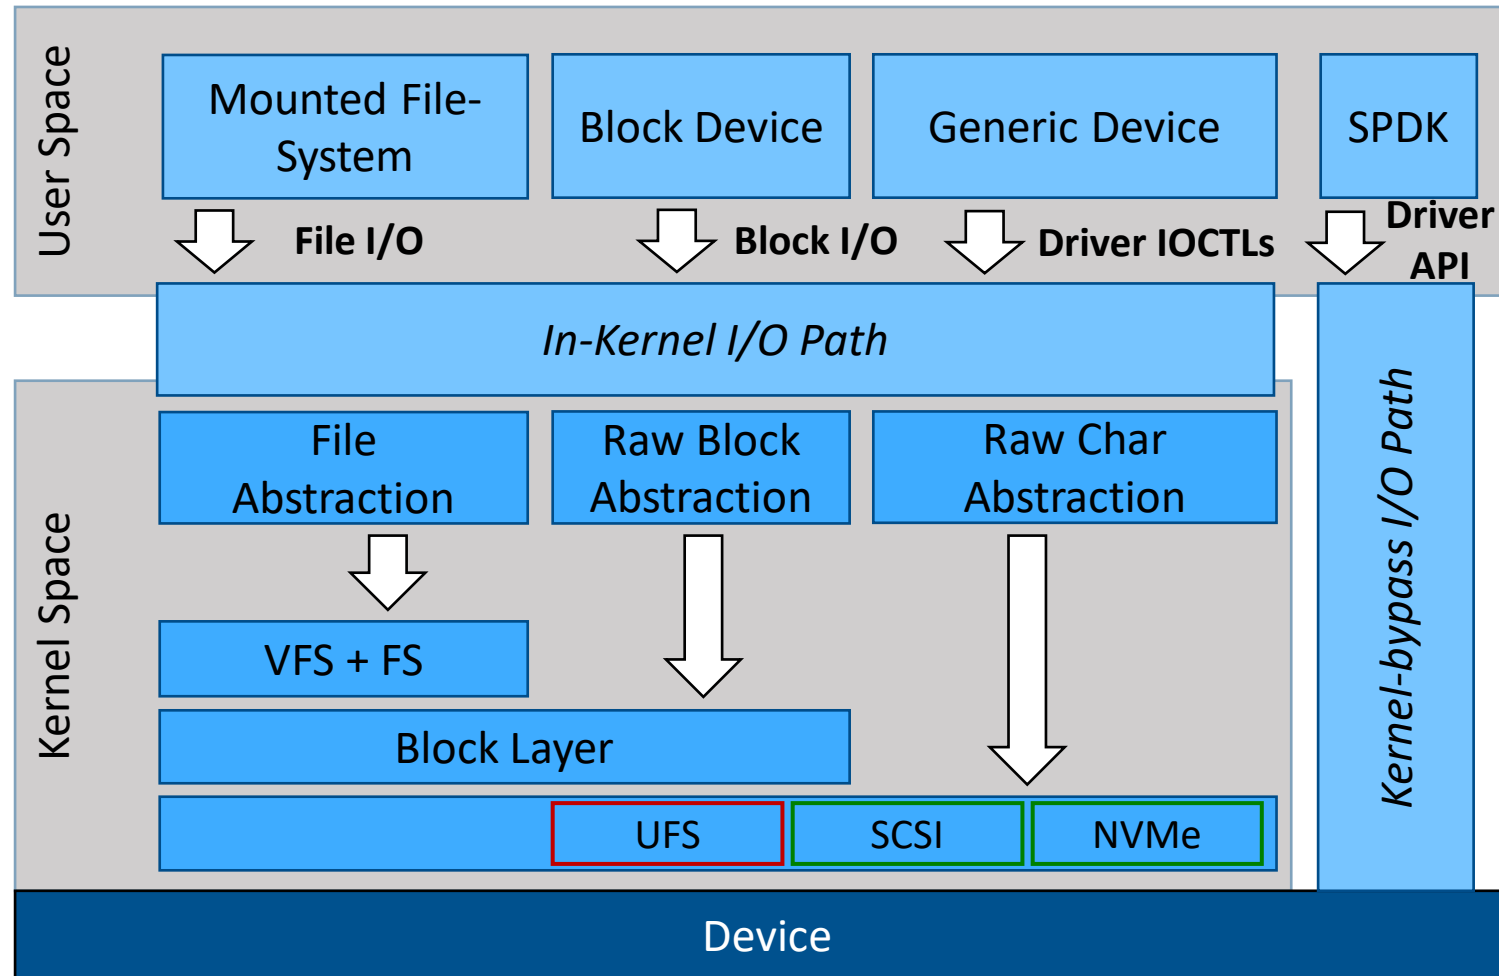 User Space
Mounted File-
System
Block Device
Generic Device
SPDK
File I/O
Block I/O
Driver IOCTLs
Driver
API
In-Kernel I/O Path
Kernel-bypass I/O Path
Kernel Space
File
Abstraction
Raw Block
Abstraction
Raw Char
Abstraction
VFS + FS
Block Layer
UFS
SCSI
NVMe
Device